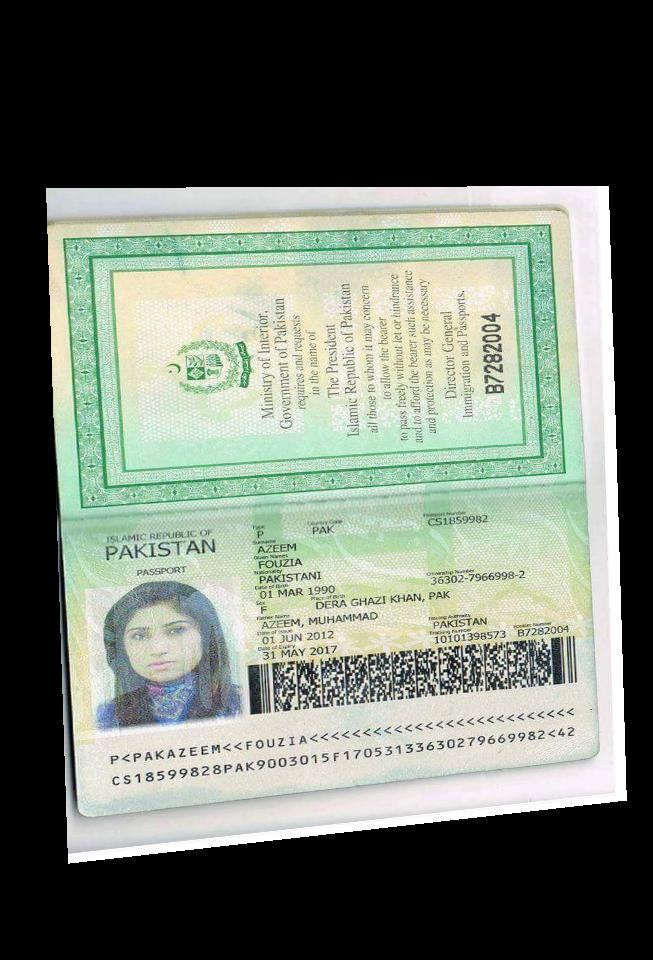 Ministry of Interior,
Government of Pakistan
requires and requests
in the name of
The President
Islamic Republic of Pakistan
all those to whom it may concern
to allow the bearer
to pass freely without let or hindrance
and to afford the bearer such assistance
and protection as may be necessary
Director General
Immigration and Passports.
B7282004
ISLAMIC REPUBLIC OF
PAKISTAN
PASSPORT
Type Country Code Passport Number
P PAK CS1859982
Surname
AZEEM
Given Names
FOUZIA
Nationality Citizenship Number
PAKISTANI 36302-7966998-2
Date of Birth
01 MAR 1990
Sex Place of Birth
F DERA GHAZI KHAN, PAK
Father Name Issuing Authority
AZEEM, MUHAMMAD PAKISTAN
Date of Issue Tracking Number Booklet Number
01 JUN 2012 10101398573 B7282004
Date of Expiry
31 MAY 2017
P<PAKAZEEM<<FOUZIA<<<<<<<<<<<<<<<<<<<<<<<<<<
CS18599828PAK9003015F1705313363027966​9982<42